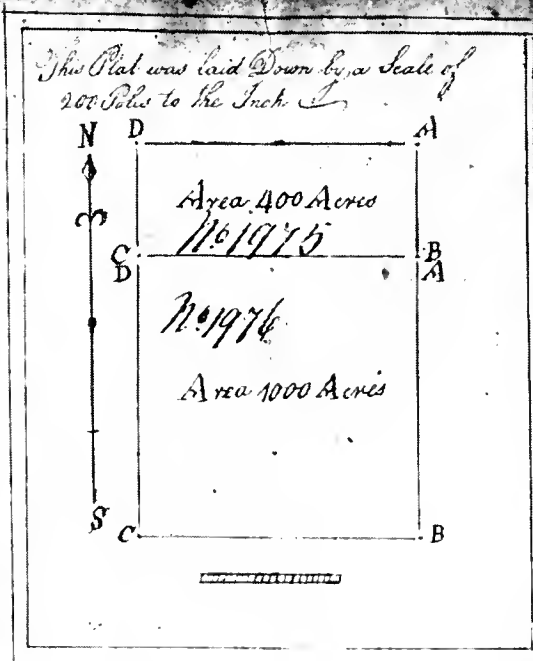 This Plat was laid Down by a Scale of
200 Poles to the Inch
N
D A
Area 400 Acres
No 1975
C B
D A
No 1976
Area 1000 Acres
S
C B